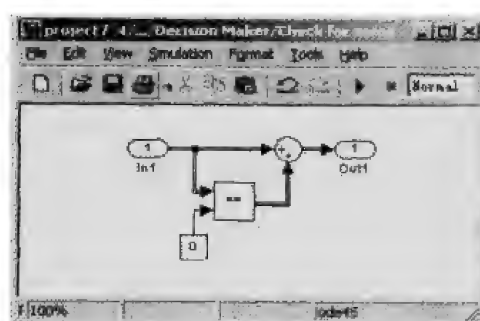 project7_4/... Decision Maker/Check for
File Edit View Simulation Format Tools Help
Normal
1
In1
1
Out1
==
0
100%
ode45